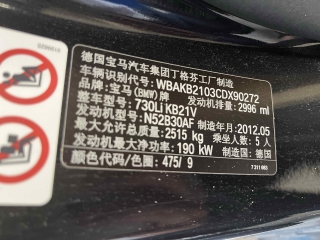 德国宝马汽车集团丁格芬工厂制造
车辆识别代号: WBAKB2103CDX90272
品牌: 宝马(BMW)牌 发动机排量: 2996 ml
整车型号: 730Li KB21V
发动机型号: N52B30AF 制造年月: 2012.05
最大允许总质量: 2515 kg 乘坐人数: 5 人
发动机最大净功率: 190 kW 制造国: 德国
颜色代码/色圈: 475/ 9